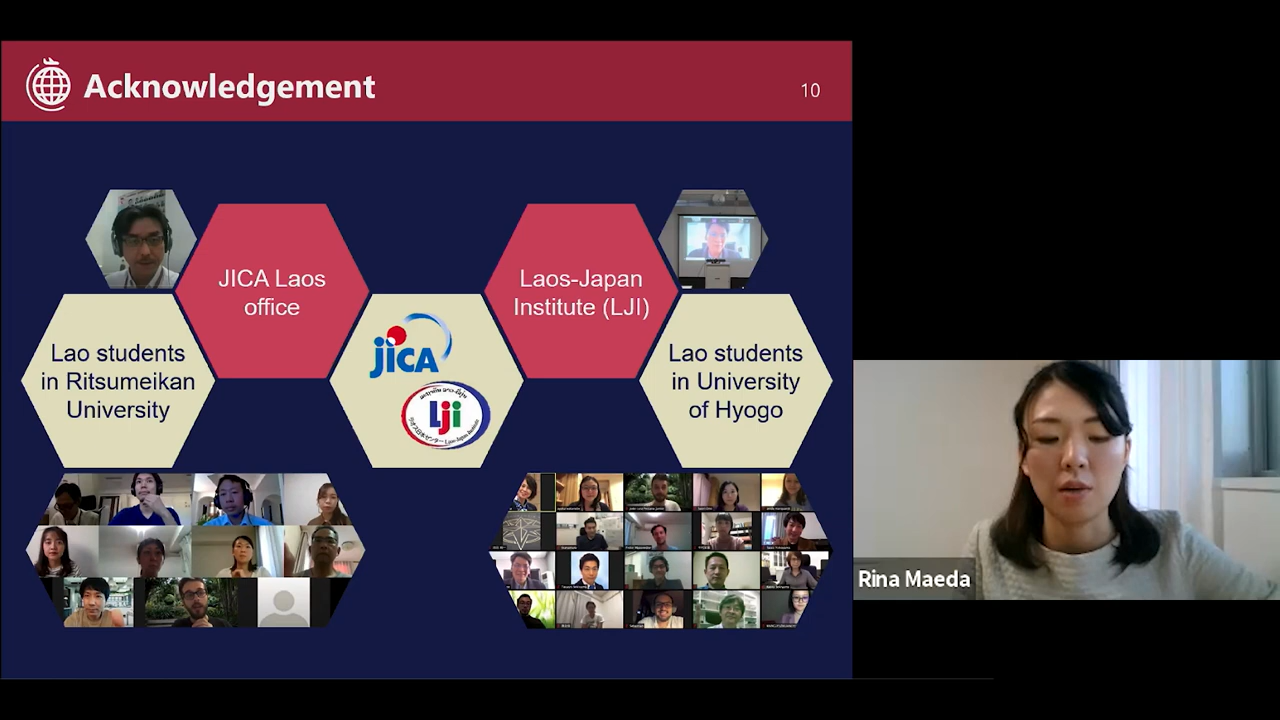 Acknowledgement
10
JICA Laos
office
Laos-Japan
Institute (LJI)
Lao students
in Ritsumeikan
University
JICA
Lji
Lao students
in University
of Hyogo
Rina Maeda